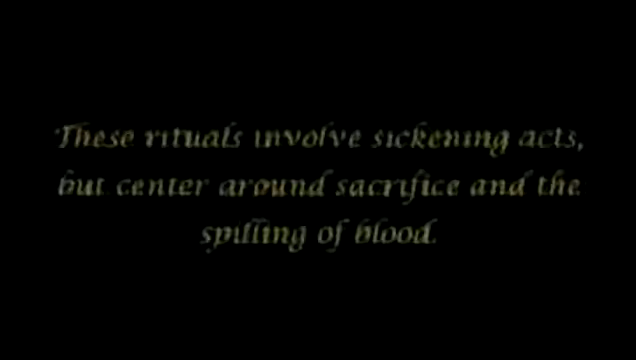 These rituals involve sickening acts,
but center around sacrifice and the
spilling of blood.